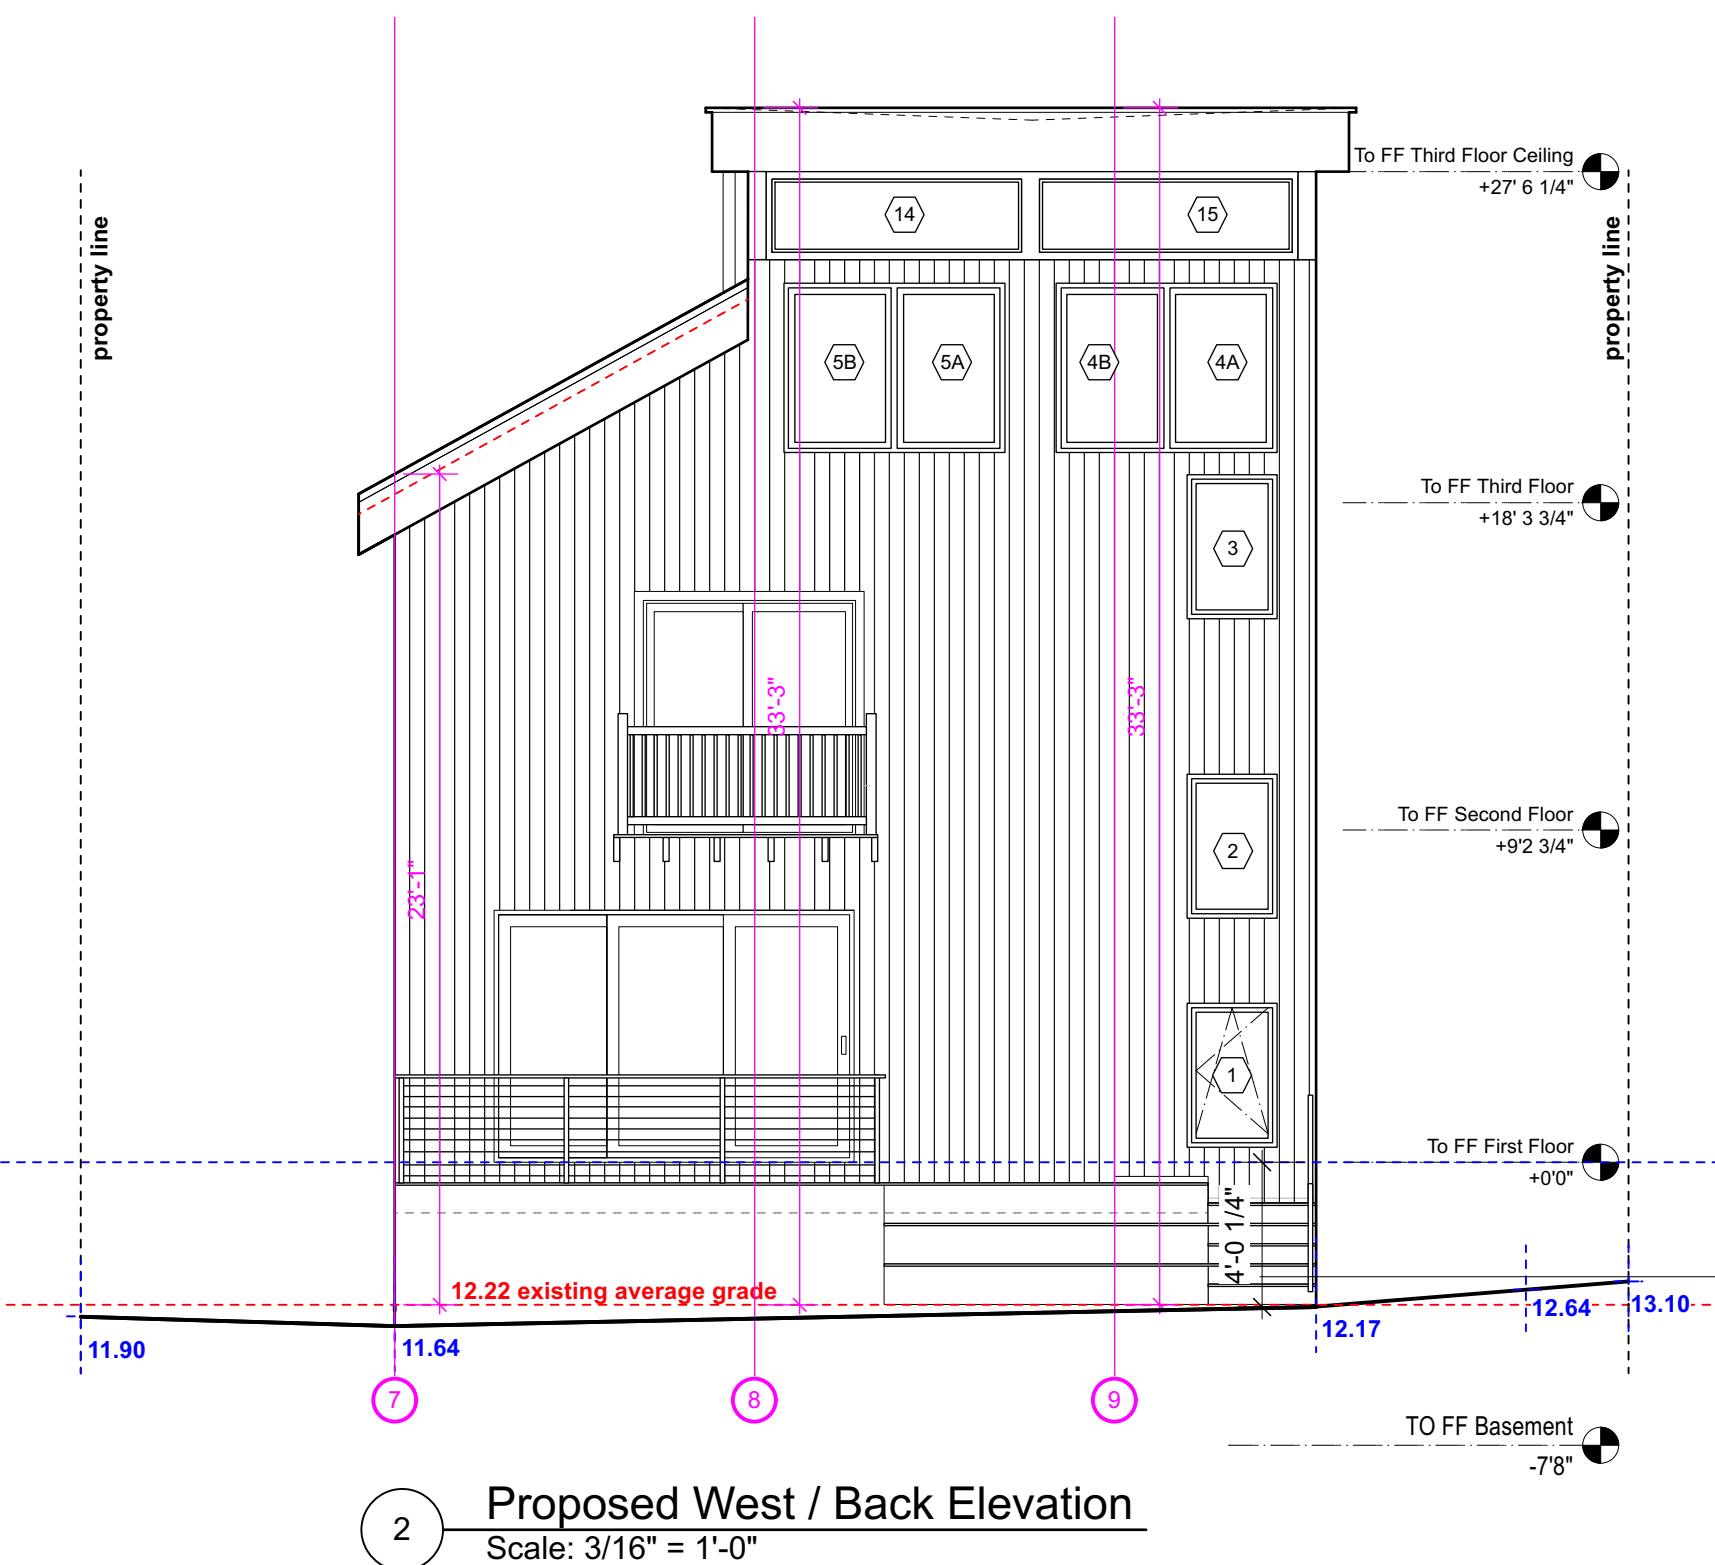 To FF Third Floor Ceiling
+27' 6 1/4"
property line
property line
14
15
5B
5A
4B
4A
To FF Third Floor
+18' 3 3/4"
3
33'-3"
33'-3"
To FF Second Floor
+9'2 3/4"
2
23'-1"
1
To FF First Floor
+0'0"
4'-0 1/4"
12.22 existing average grade
11.90
11.64
12.17
12.64
13.10
7
8
9
TO FF Basement
-7'8"
2
Proposed West / Back Elevation
Scale: 3/16" = 1'-0"